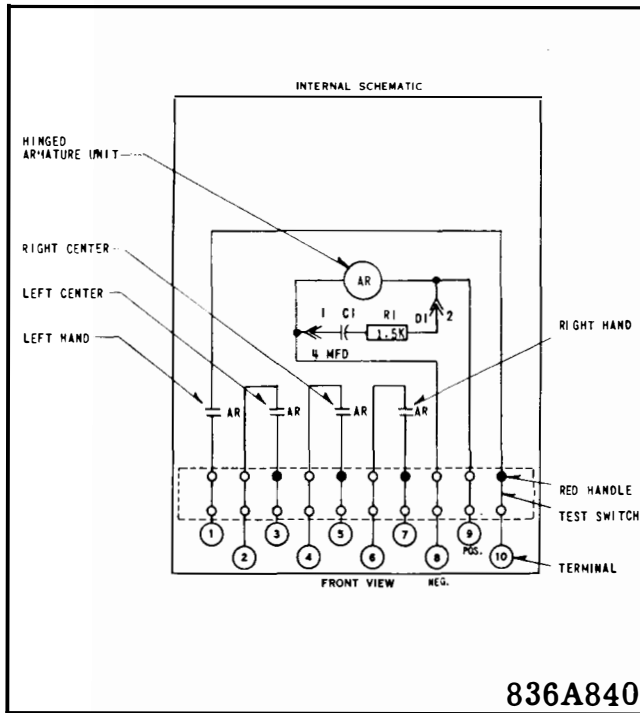 INTERNAL SCHEMATIC
HINGED
ARMATURE UNIT
RIGHT CENTER
LEFT CENTER
LEFT HAND
AR
1 C1 R1 D1 2
1.5K
4 MFD
RIGHT HAND
AR AR AR AR
RED HANDLE
TEST SWITCH
1 3 5 7 9
POS.
2 4 6 8 10
TERMINAL
FRONT VIEW NEG.
836A840